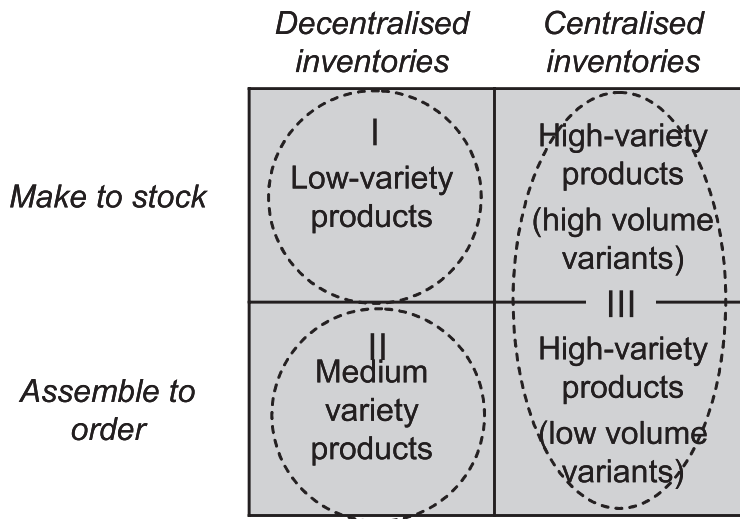 Decentralised
inventories
Centralised
inventories
Make to stock
I
Low-variety
products
High-variety
products
(high volume
variants)
III
Assemble to
order
II
Medium
variety
products
High-variety
products
(low volume
variants)